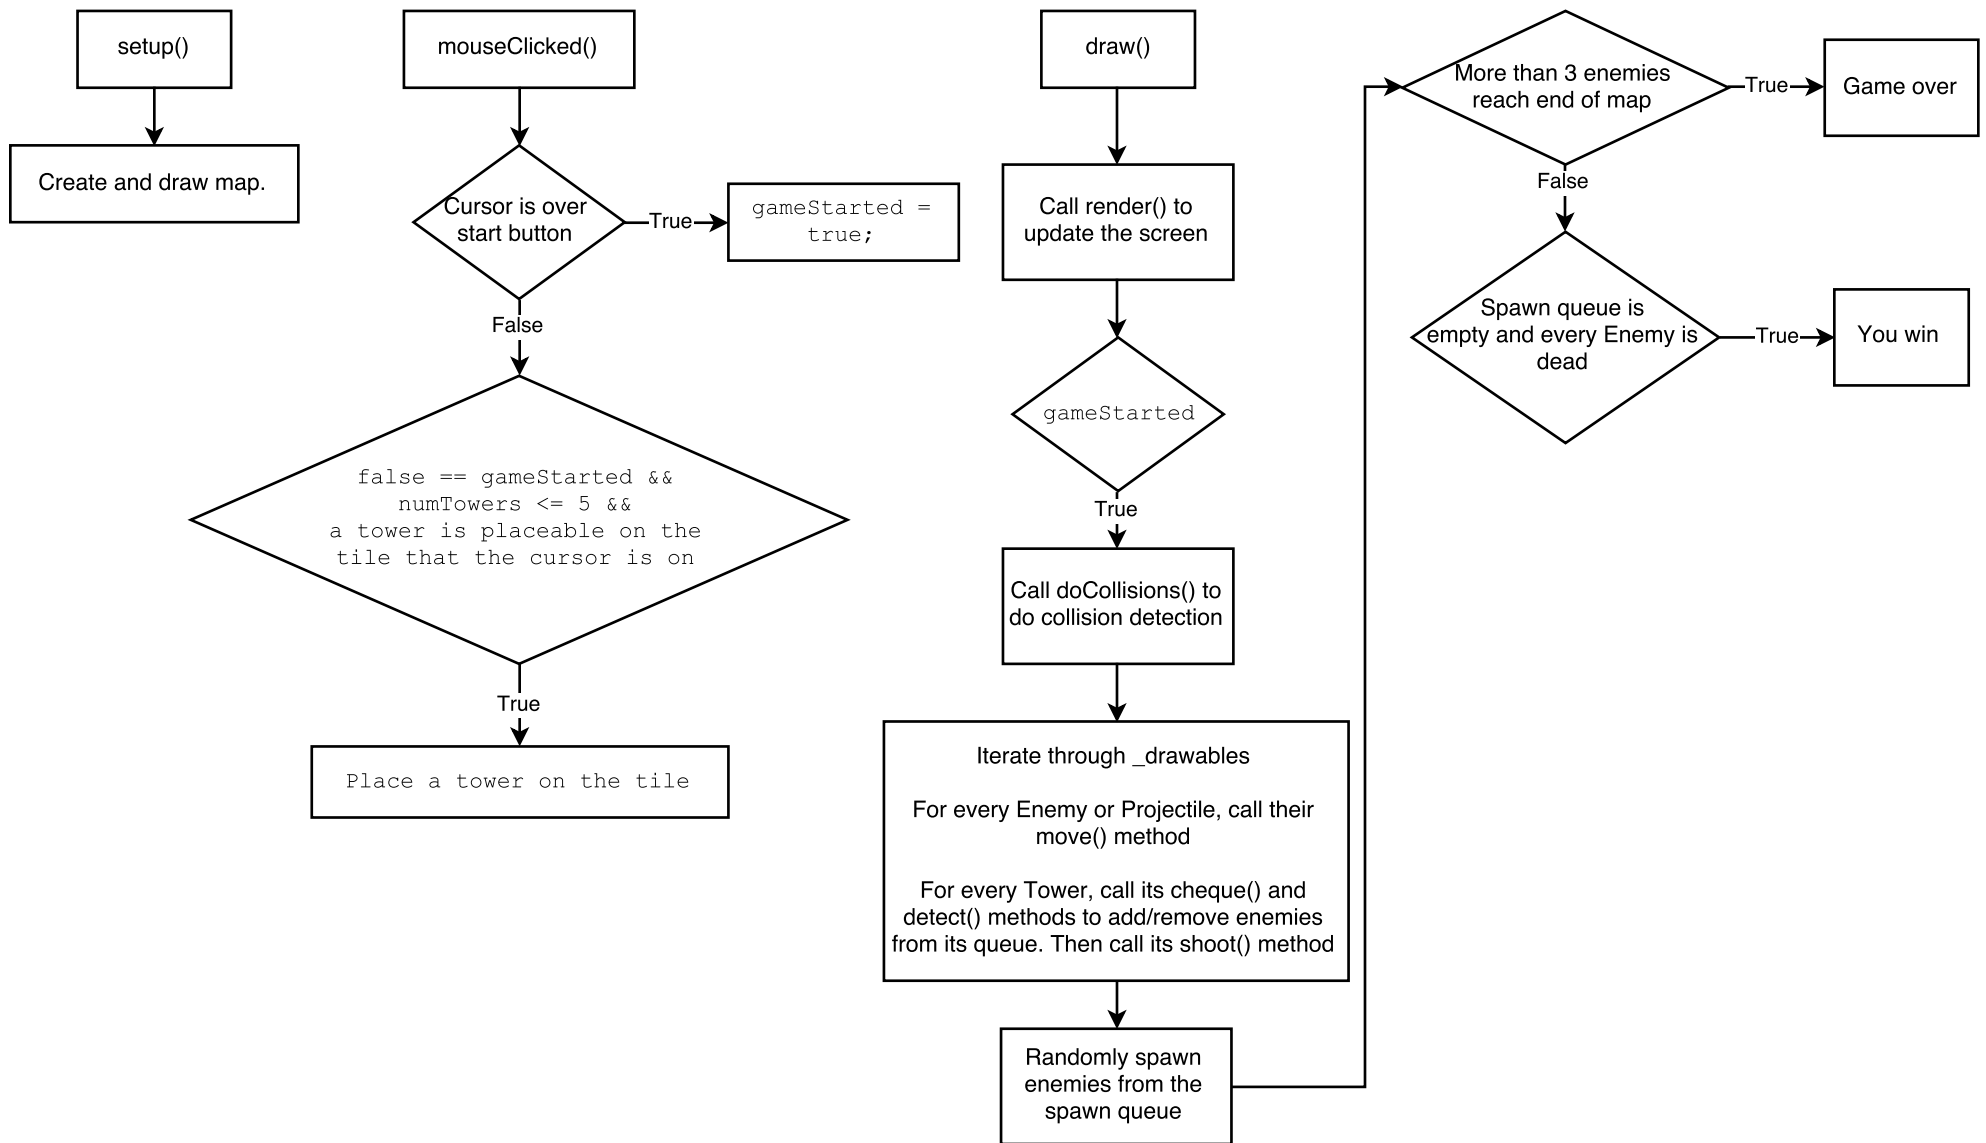 setup()
Create and draw map.
mouseClicked()
Cursor is over
start button
True
gameStarted =
true;
False
false == gameStarted &&
numTowers <= 5 &&
a tower is placeable on the
tile that the cursor is on
True
Place a tower on the tile
draw()
Call render() to
update the screen
gameStarted
True
Call doCollisions() to
do collision detection
Iterate through _drawables
For every Enemy or Projectile, call their
move() method
For every Tower, call its cheque() and
detect() methods to add/remove enemies
from its queue. Then call its shoot() method
Randomly spawn
enemies from the
spawn queue
More than 3 enemies
reach end of map
True
Game over
False
Spawn queue is
empty and every Enemy is
dead
True
You win